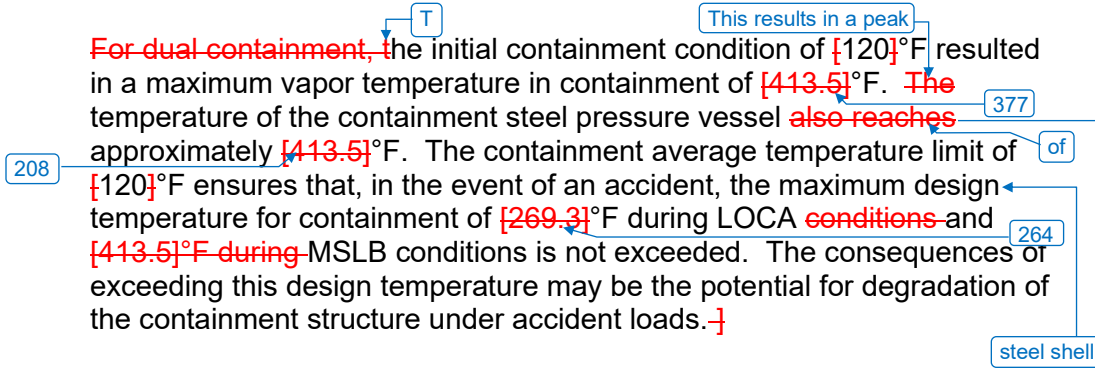 T
This results in a peak
For dual containment, the initial containment condition of [120]°F resulted
in a maximum vapor temperature in containment of [413.5]°F.  The
377
temperature of the containment steel pressure vessel also reaches
of
approximately [413.5]°F.  The containment average temperature limit of
208
[120]°F ensures that, in the event of an accident, the maximum design
temperature for containment of [269.3]°F during LOCA conditions and
264
[413.5]°F during MSLB conditions is not exceeded.  The consequences of
exceeding this design temperature may be the potential for degradation of
the containment structure under accident loads. ]
steel shell